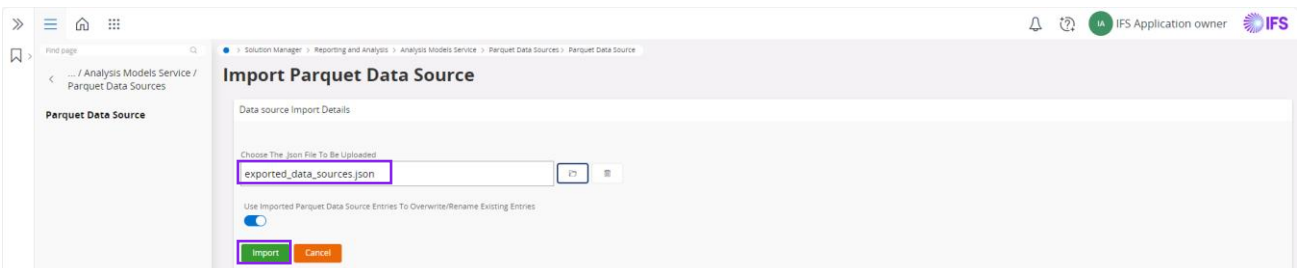 IA IFS Application owner IFS
Find page
> Solution Manager > Reporting and Analysis > Analysis Models Service > Parquet Data Sources > Parquet Data Source
... / Analysis Models Service /
Parquet Data Sources
Import Parquet Data Source
Parquet Data Source
Data source Import Details
Choose The .Json File To Be Uploaded
exported_data_sources.json
Use Imported Parquet Data Source Entries To Overwrite/Rename Existing Entries
Import Cancel